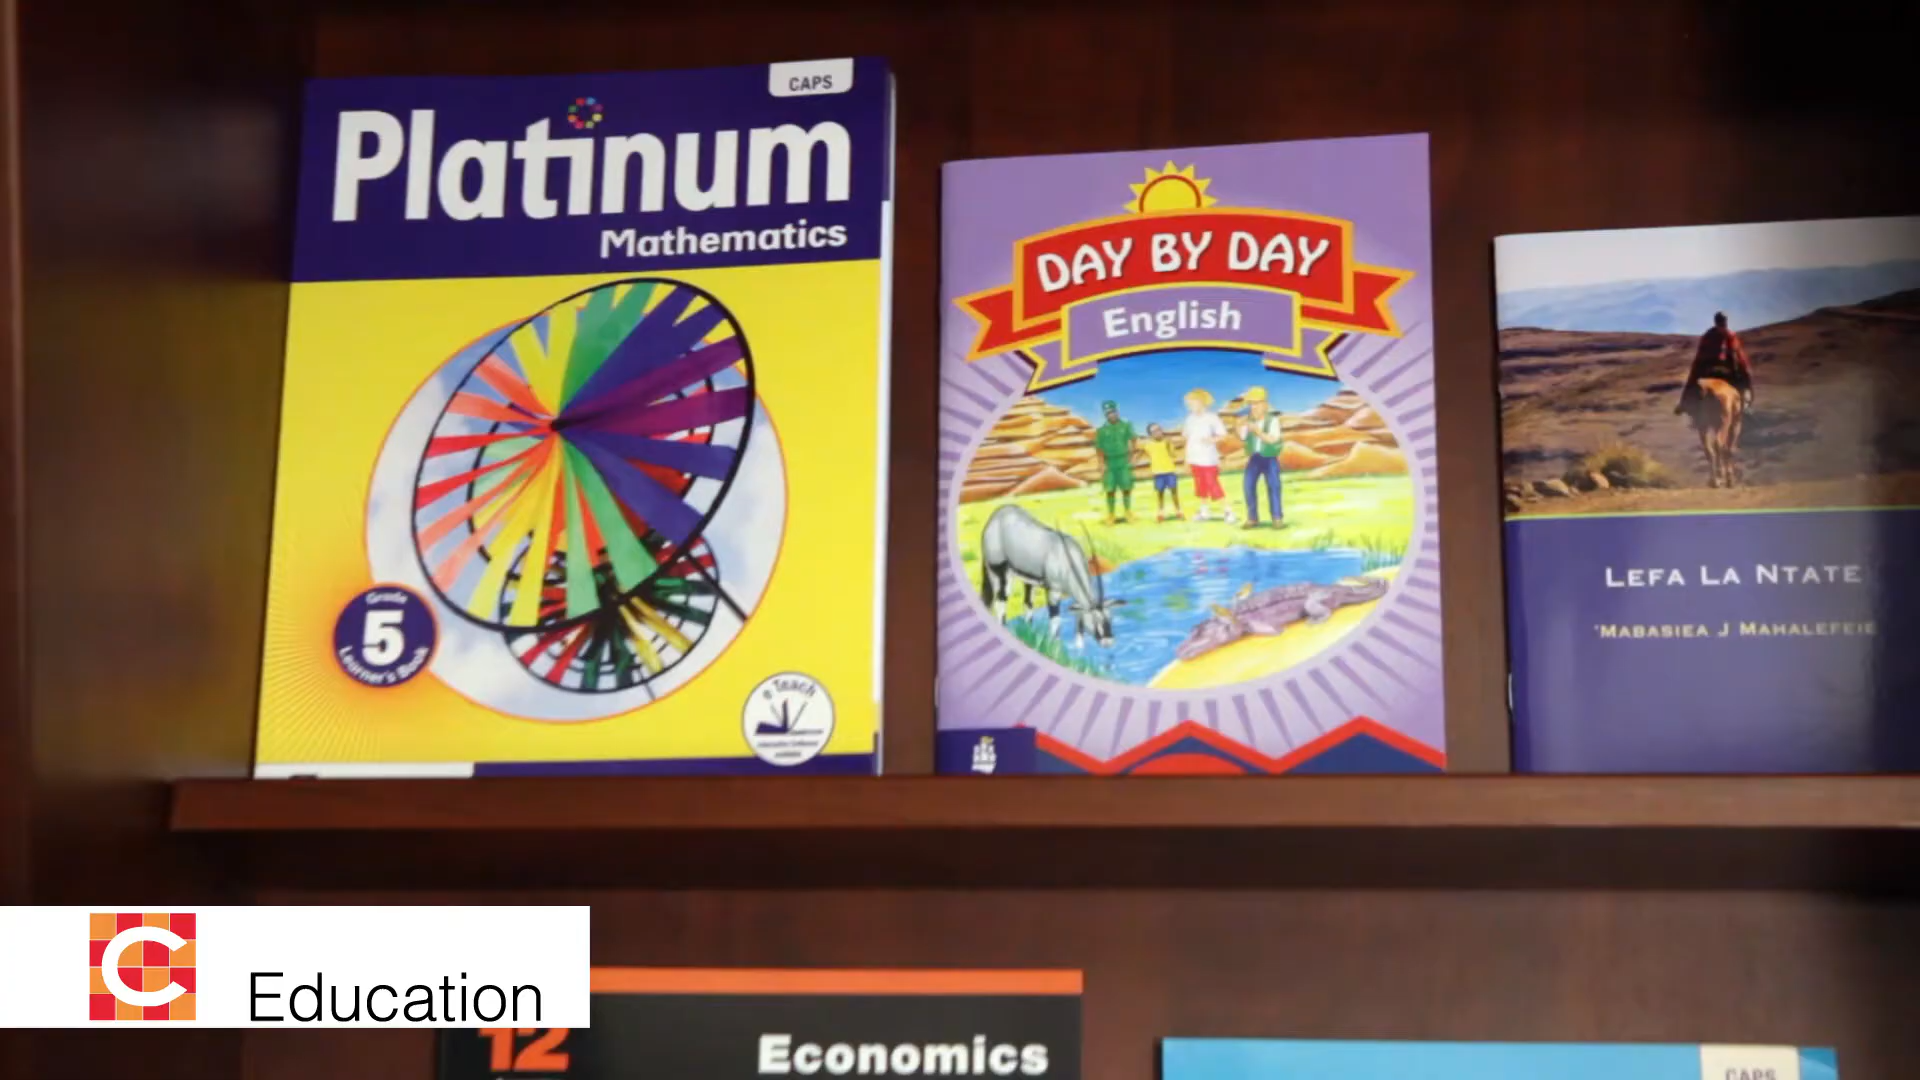 CAPS
Platinum
Mathematics
Grade
5
Learner's Book
e Teach
DAY BY DAY
English
LEFA LA NTATE
'MABASIEA J MAHALEFELE
C
Education
12
Economics
CAPS